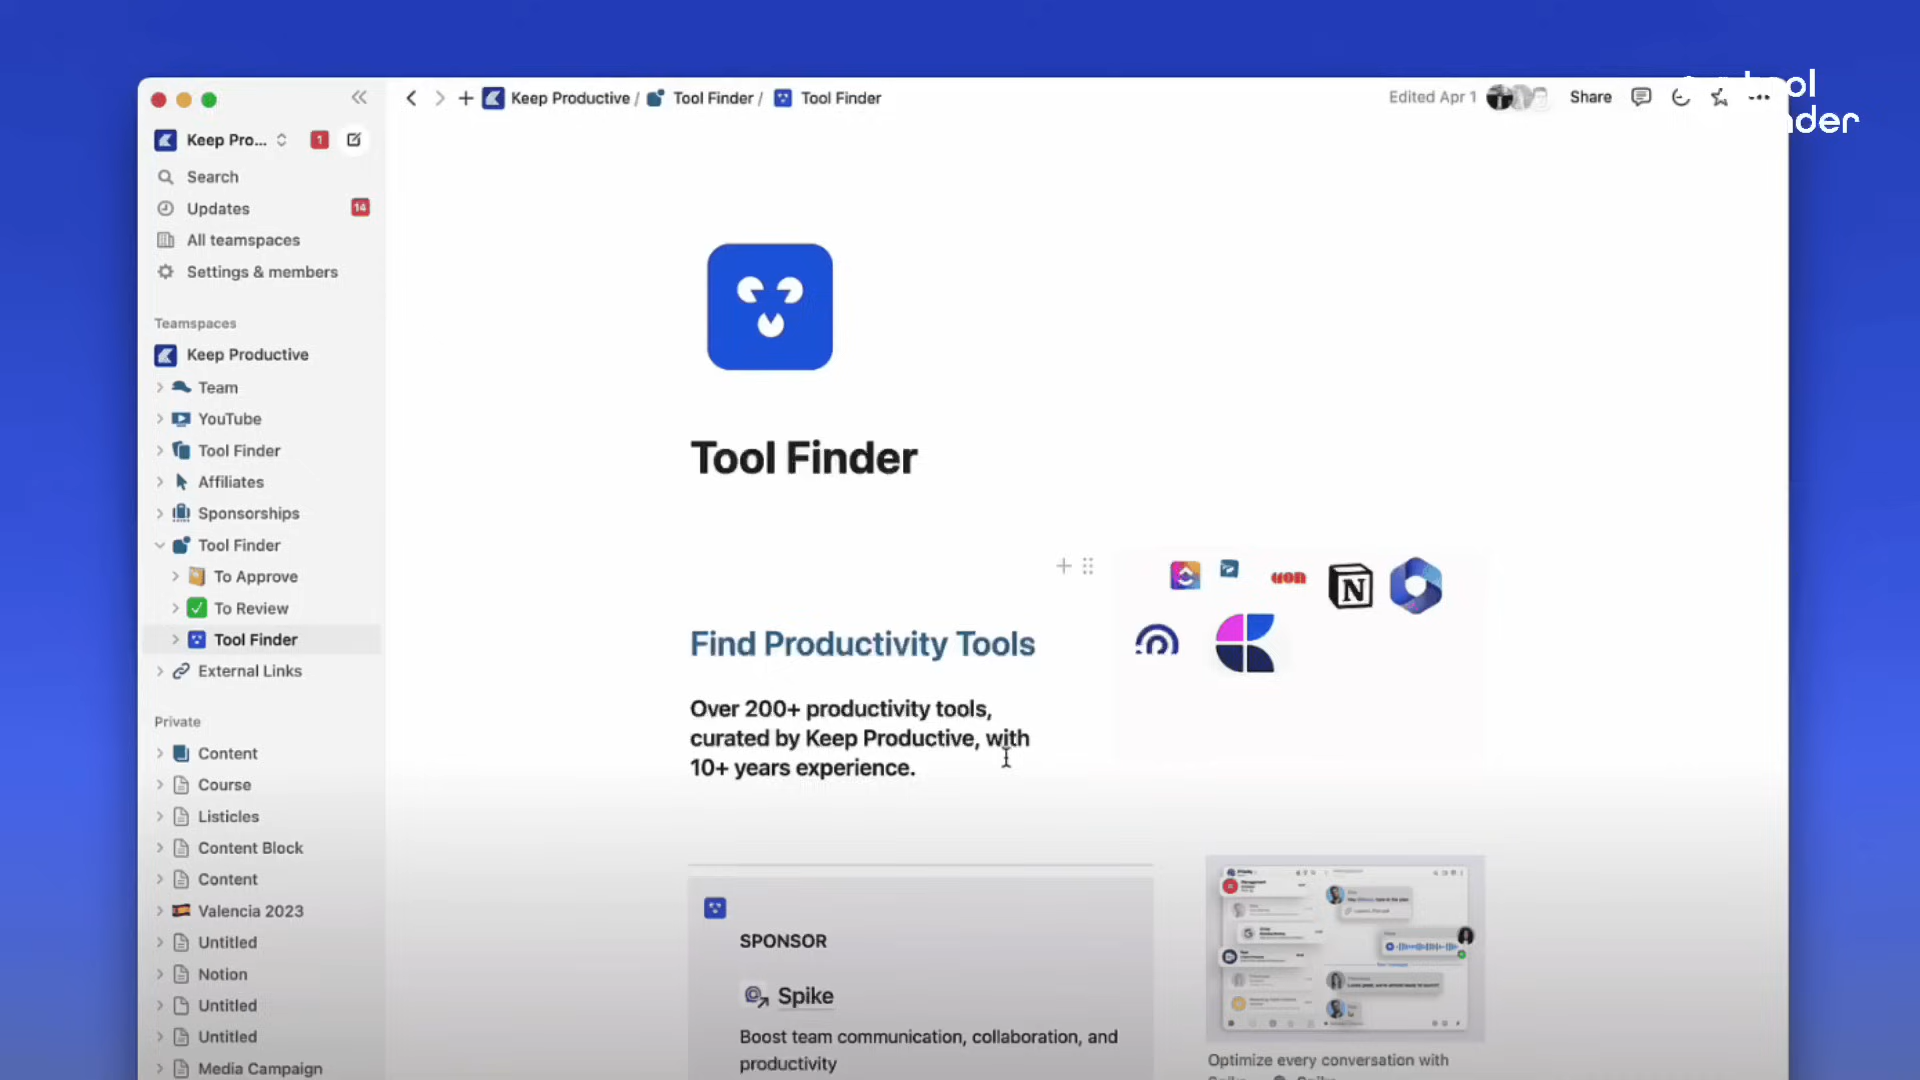 Keep Productive /
Tool Finder /
Tool Finder
Edited Apr 1
Share
Keep Pro...
1
Search
Updates
14
All teamspaces
Settings & members
Teamspaces
Keep Productive
Team
YouTube
Tool Finder
Affiliates
Sponsorships
Tool Finder
To Approve
To Review
Tool Finder
External Links
Private
Content
Course
Listicles
Content Block
Content
Valencia 2023
Untitled
Notion
Untitled
Untitled
Media Campaign
Tool Finder
Find Productivity Tools
Over 200+ productivity tools,
curated by Keep Productive, with
10+ years experience.
N
SPONSOR
Spike
Boost team communication, collaboration, and
productivity
Optimize every conversation with